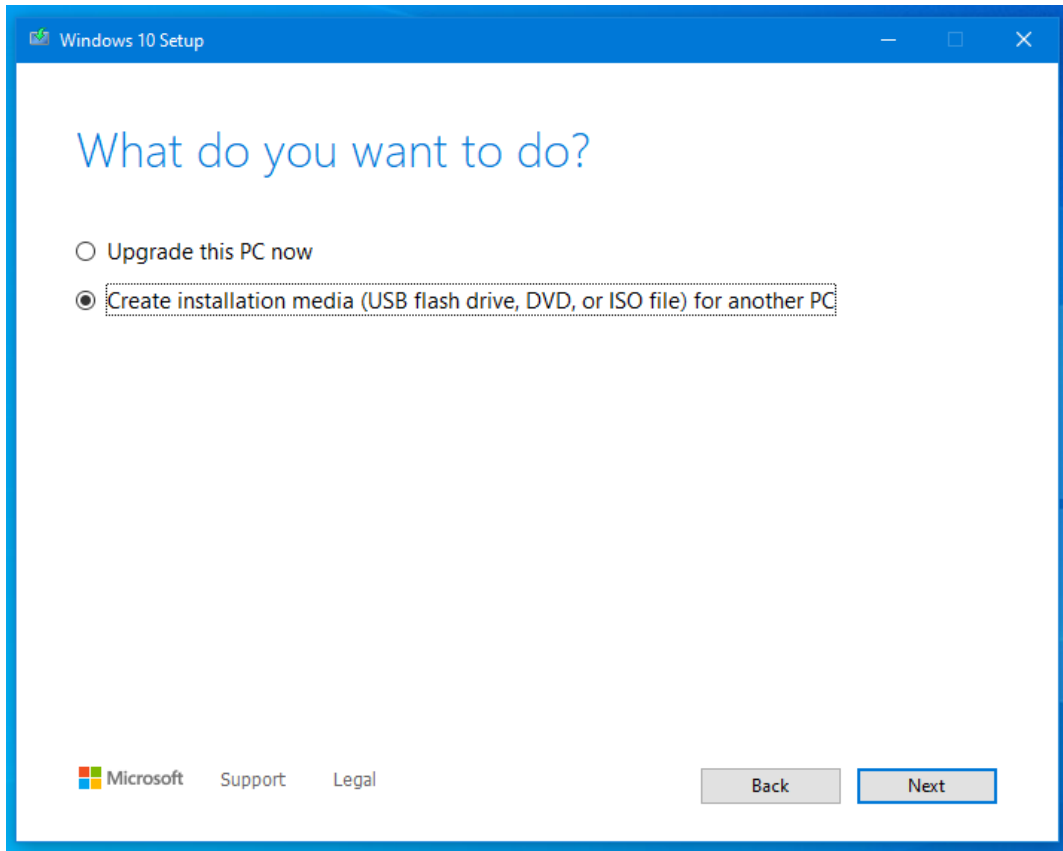 Windows 10 Setup
What do you want to do?
Upgrade this PC now
Create installation media (USB flash drive, DVD, or ISO file) for another PC
Microsoft Support Legal Back Next